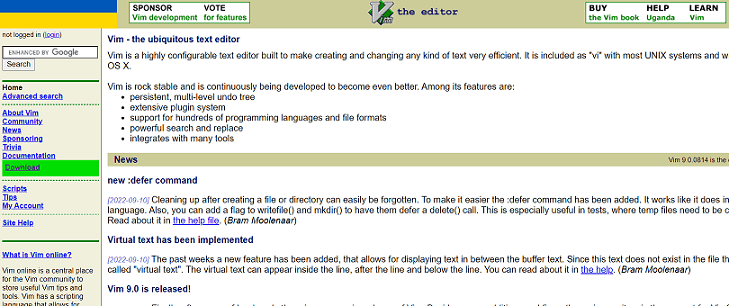 SPONSOR VOTE
Vim development for features
the editor
BUY HELP LEARN
the Vim book Uganda Vim
not logged in (login)
ENHANCED BY Google
Search
Home
Advanced search
About Vim
Community
News
Sponsoring
Trivia
Documentation
Download
Scripts
Tips
My Account
Site Help
What is Vim online?
Vim online is a central place
for the Vim community to
store useful Vim tips and
tools. Vim has a scripting
language that allows for
Vim - the ubiquitous text editor
Vim is a highly configurable text editor built to make creating and changing any kind of text very efficient. It is included as "vi" with most UNIX systems and w
OS X.
Vim is rock stable and is continuously being developed to become even better. Among its features are:
• persistent, multi-level undo tree
• extensive plugin system
• support for hundreds of programming languages and file formats
• powerful search and replace
• integrates with many tools
News Vim 9.0.0814 is the
new :defer command
[2022-09-10] Cleaning up after creating a file or directory can easily be forgotten. To make it easier the :defer command has been added. It works like it does in
language. Also, you can add a flag to writefile() and mkdir() to have them defer a delete() call. This is especially useful in tests, where temp files need to be c
Read about it in the help file. (Bram Moolenaar)
Virtual text has been implemented
[2022-09-10] The past weeks a new feature has been added, that allows for displaying text in between the buffer text. Since this text does not exist in the file th
called "virtual text". The virtual text can appear inside the line, after the line and below the line. You can read about it in the help file. (Bram Moolenaar)
Vim 9.0 is released!